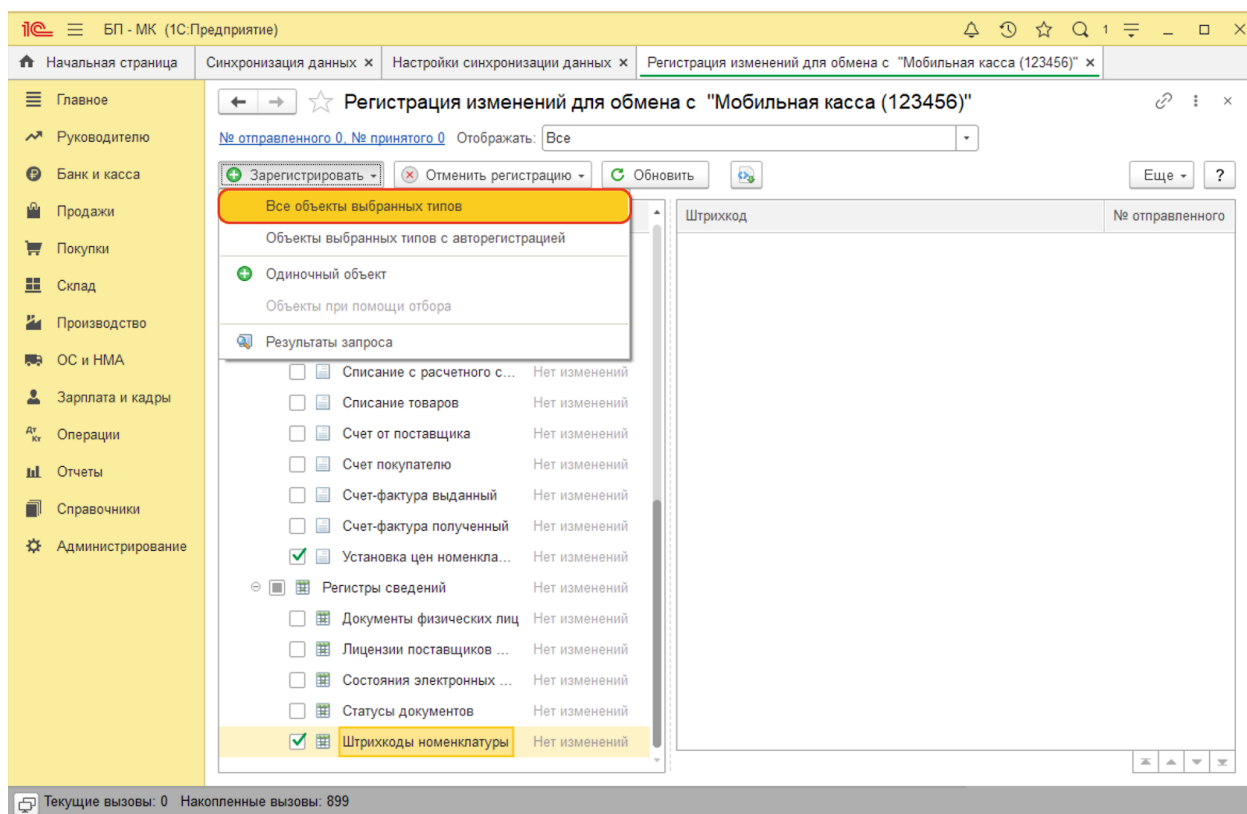 БП - МК (1С:Предприятие)
1
Начальная страница
Синхронизация данных ×
Настройки синхронизации данных ×
Регистрация изменений для обмена с "Мобильная касса (123456)" ×
Главное
Руководителю
Банк и касса
Продажи
Покупки
Склад
Производство
ОС и НМА
Зарплата и кадры
Операции
Отчеты
Справочники
Администрирование
Регистрация изменений для обмена с "Мобильная касса (123456)"
№ отправленного 0, № принятого 0 Отображать: Все
Зарегистрировать
Отменить регистрацию
Обновить
Еще
?
Все объекты выбранных типов
Объекты выбранных типов с авторегистрацией
Одиночный объект
Объекты при помощи отбора
Результаты запроса
Штрихкод № отправленного
Списание с расчетного с... Нет изменений
Списание товаров Нет изменений
Счет от поставщика Нет изменений
Счет покупателю Нет изменений
Счет-фактура выданный Нет изменений
Счет-фактура полученный Нет изменений
Установка цен номенкла... Нет изменений
Регистры сведений Нет изменений
Документы физических лиц Нет изменений
Лицензии поставщиков ... Нет изменений
Состояния электронных ... Нет изменений
Статусы документов Нет изменений
Штрихкоды номенклатуры Нет изменений
Текущие вызовы: 0 Накопленные вызовы: 899